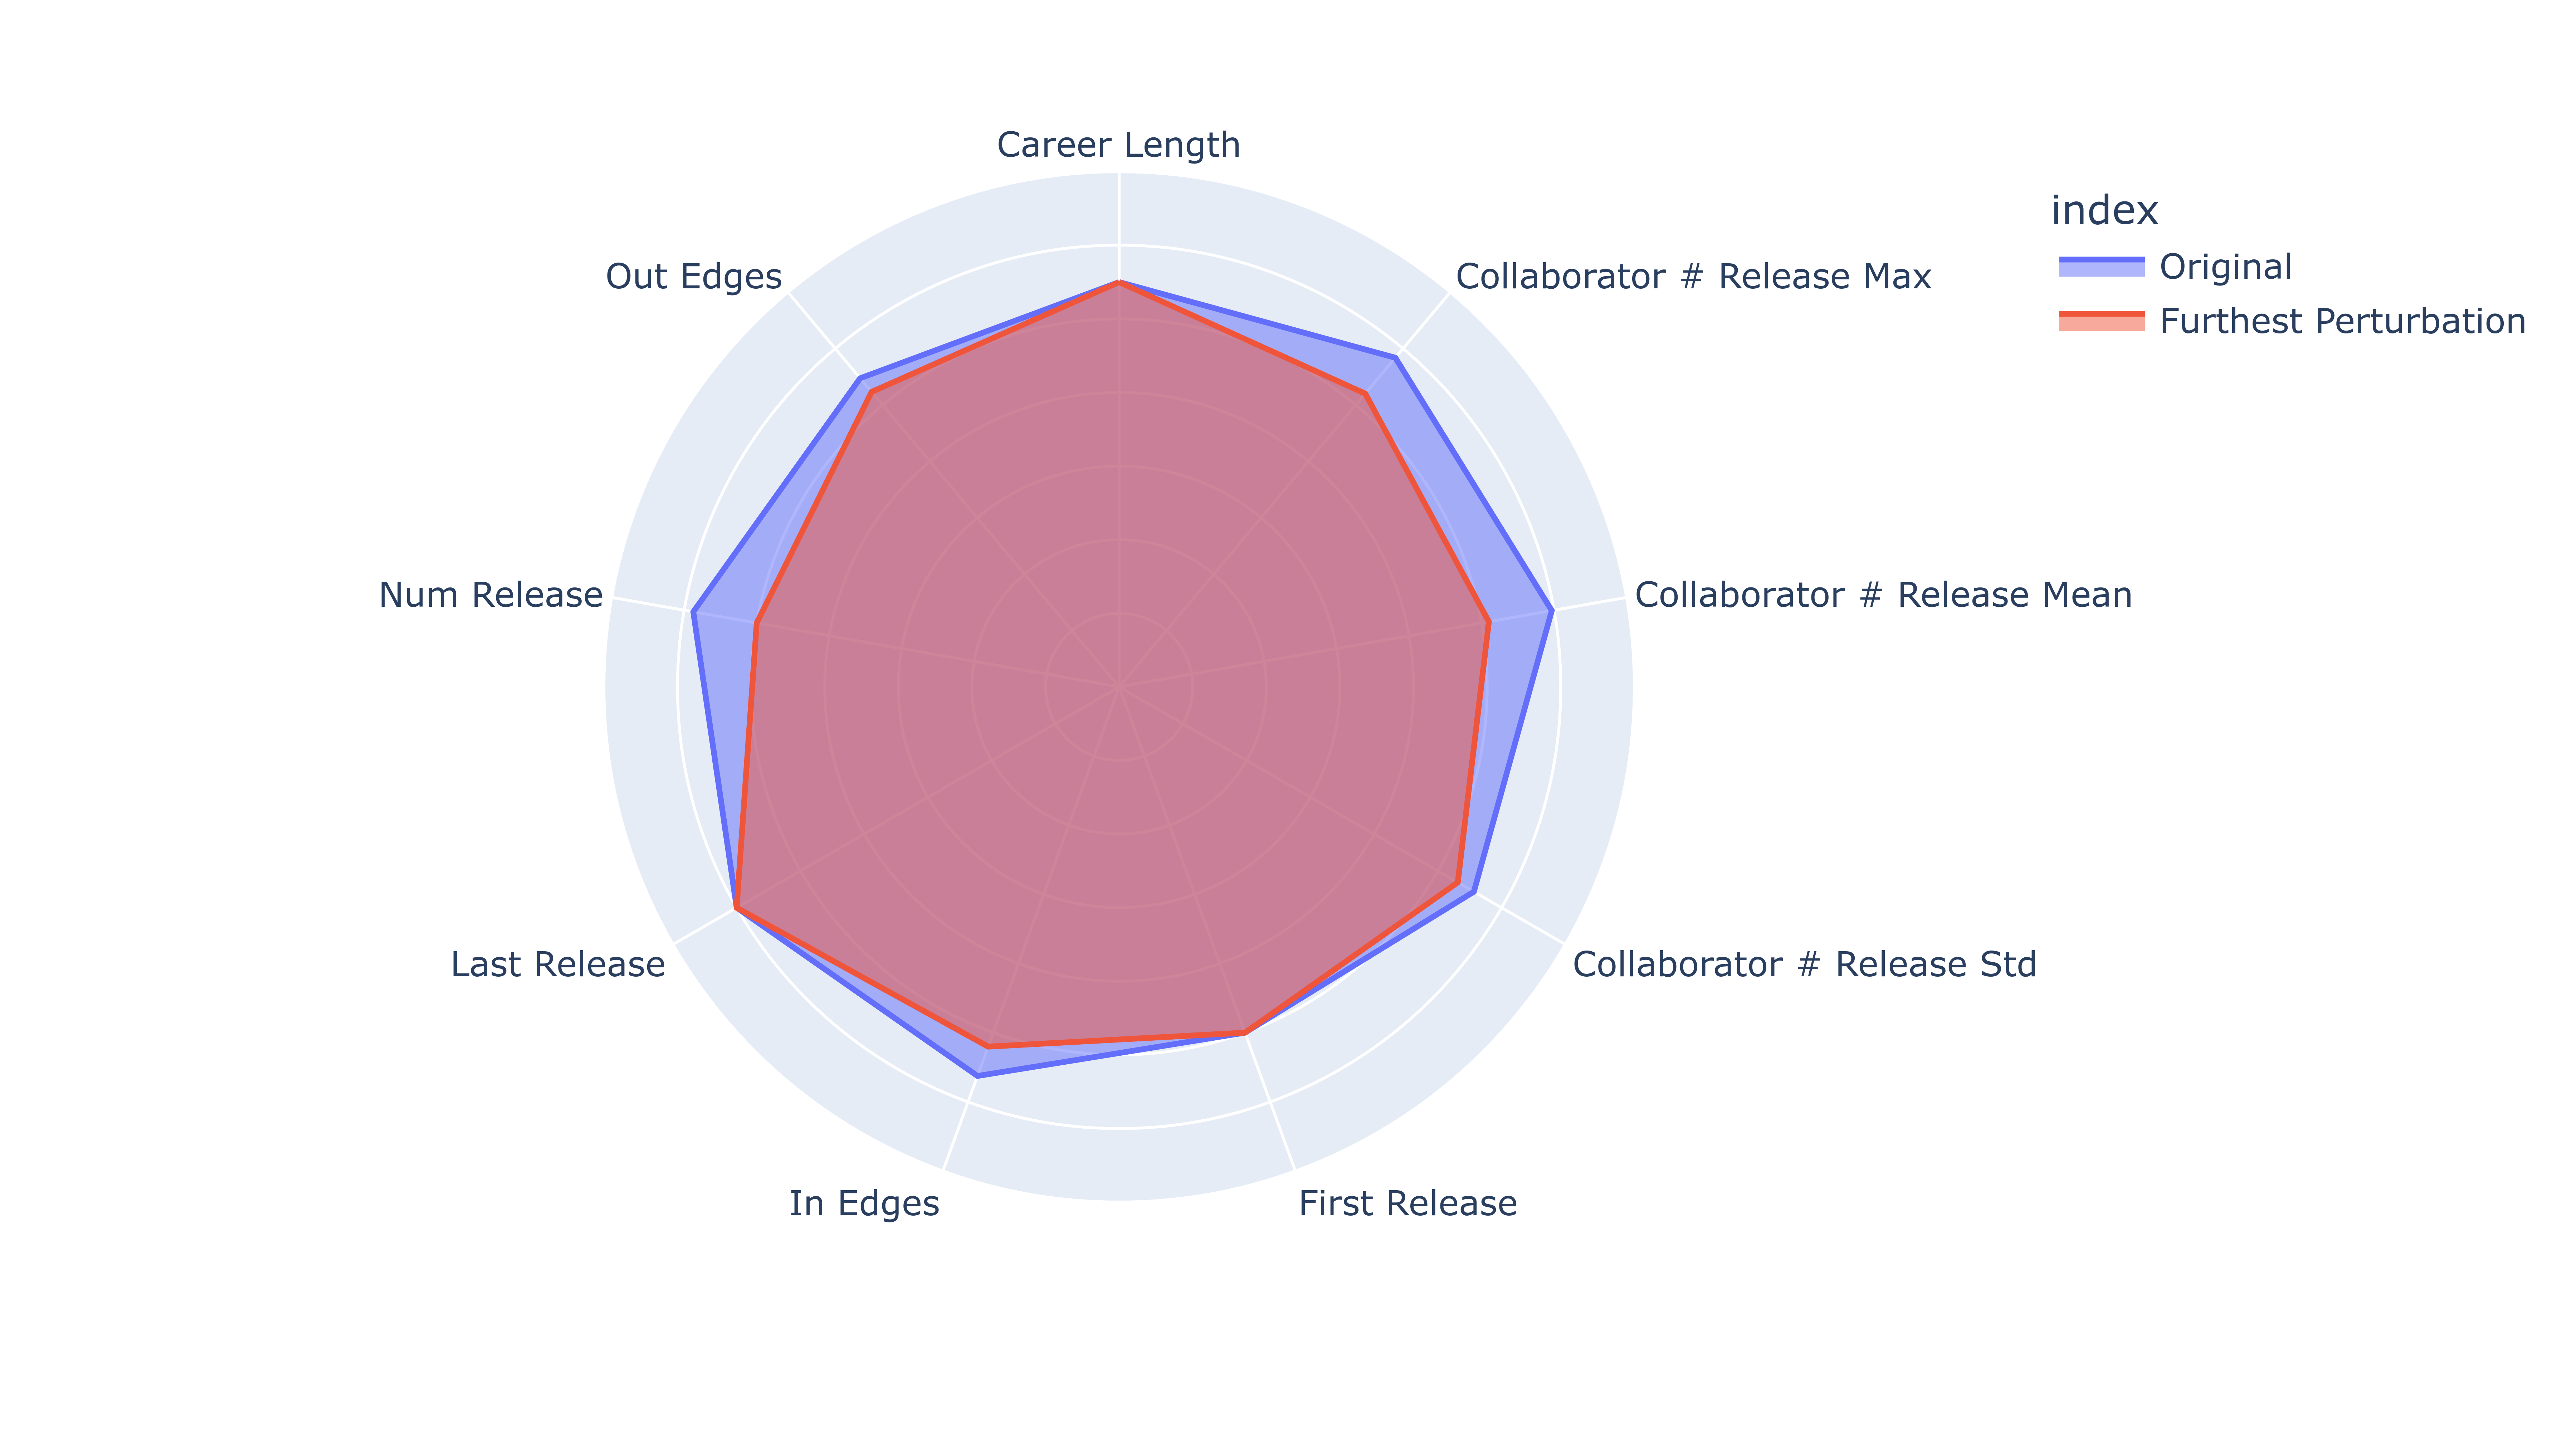 Career Length
Out Edges
Collaborator # Release Max
Num Release
Collaborator # Release Mean
Last Release
Collaborator # Release Std
In Edges
First Release
index
Original
Furthest Perturbation